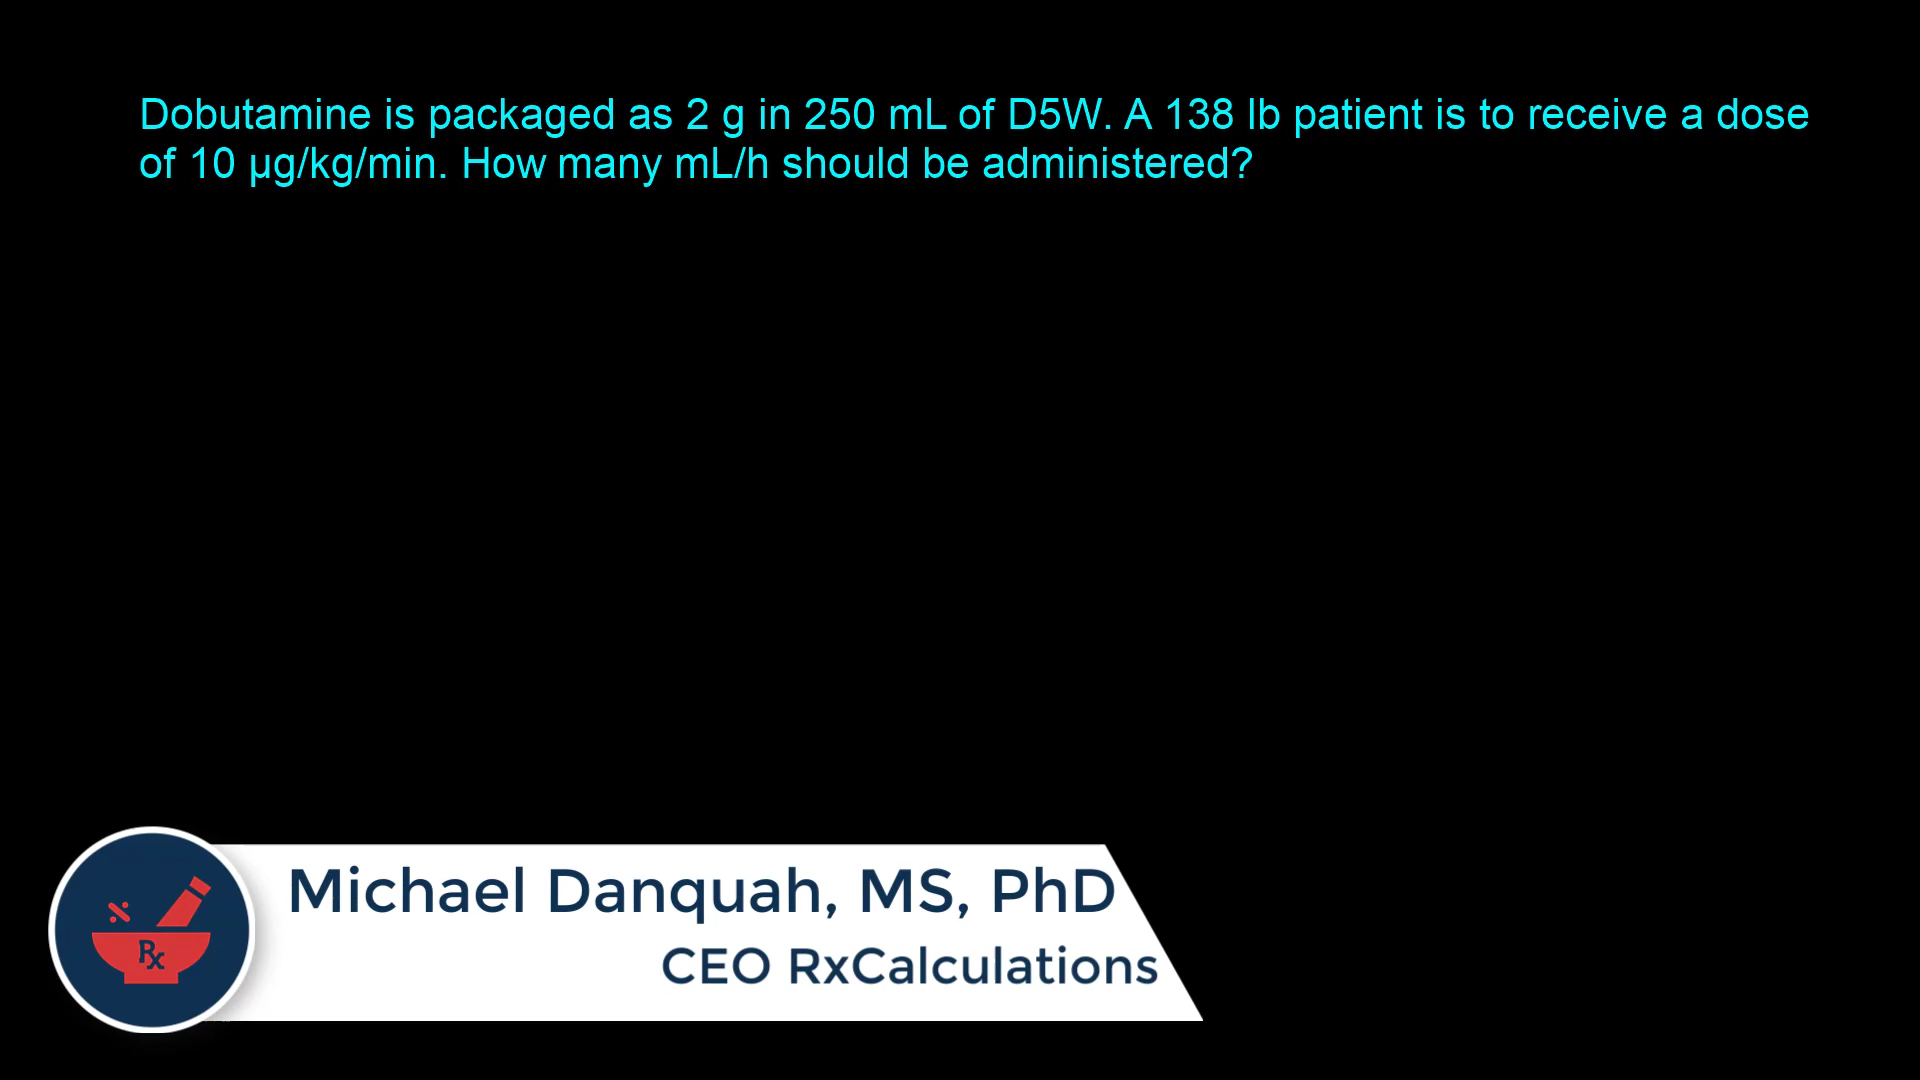 Dobutamine is packaged as 2 g in 250 mL of D5W. A 138 lb patient is to receive a dose
of 10 µg/kg/min. How many mL/h should be administered?
Michael Danquah, MS, PhD
CEO RxCalculations
Rx